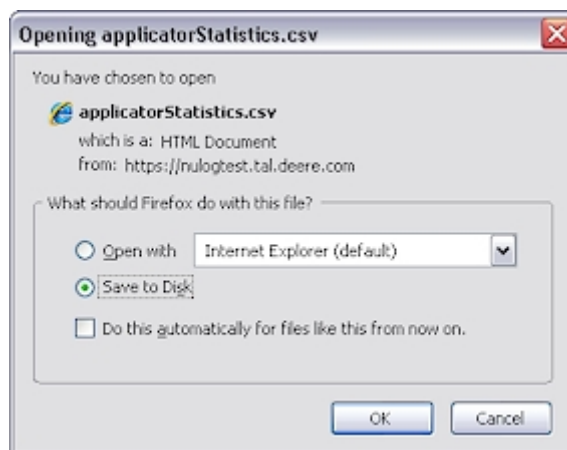 Opening applicatorStatistics.csv
You have chosen to open
applicatorStatistics.csv
which is a: HTML Document
from: https://nulogtest.tal.deere.com
What should Firefox do with this file?
Open with Internet Explorer (default)
Save to Disk
Do this automatically for files like this from now on.
OK Cancel